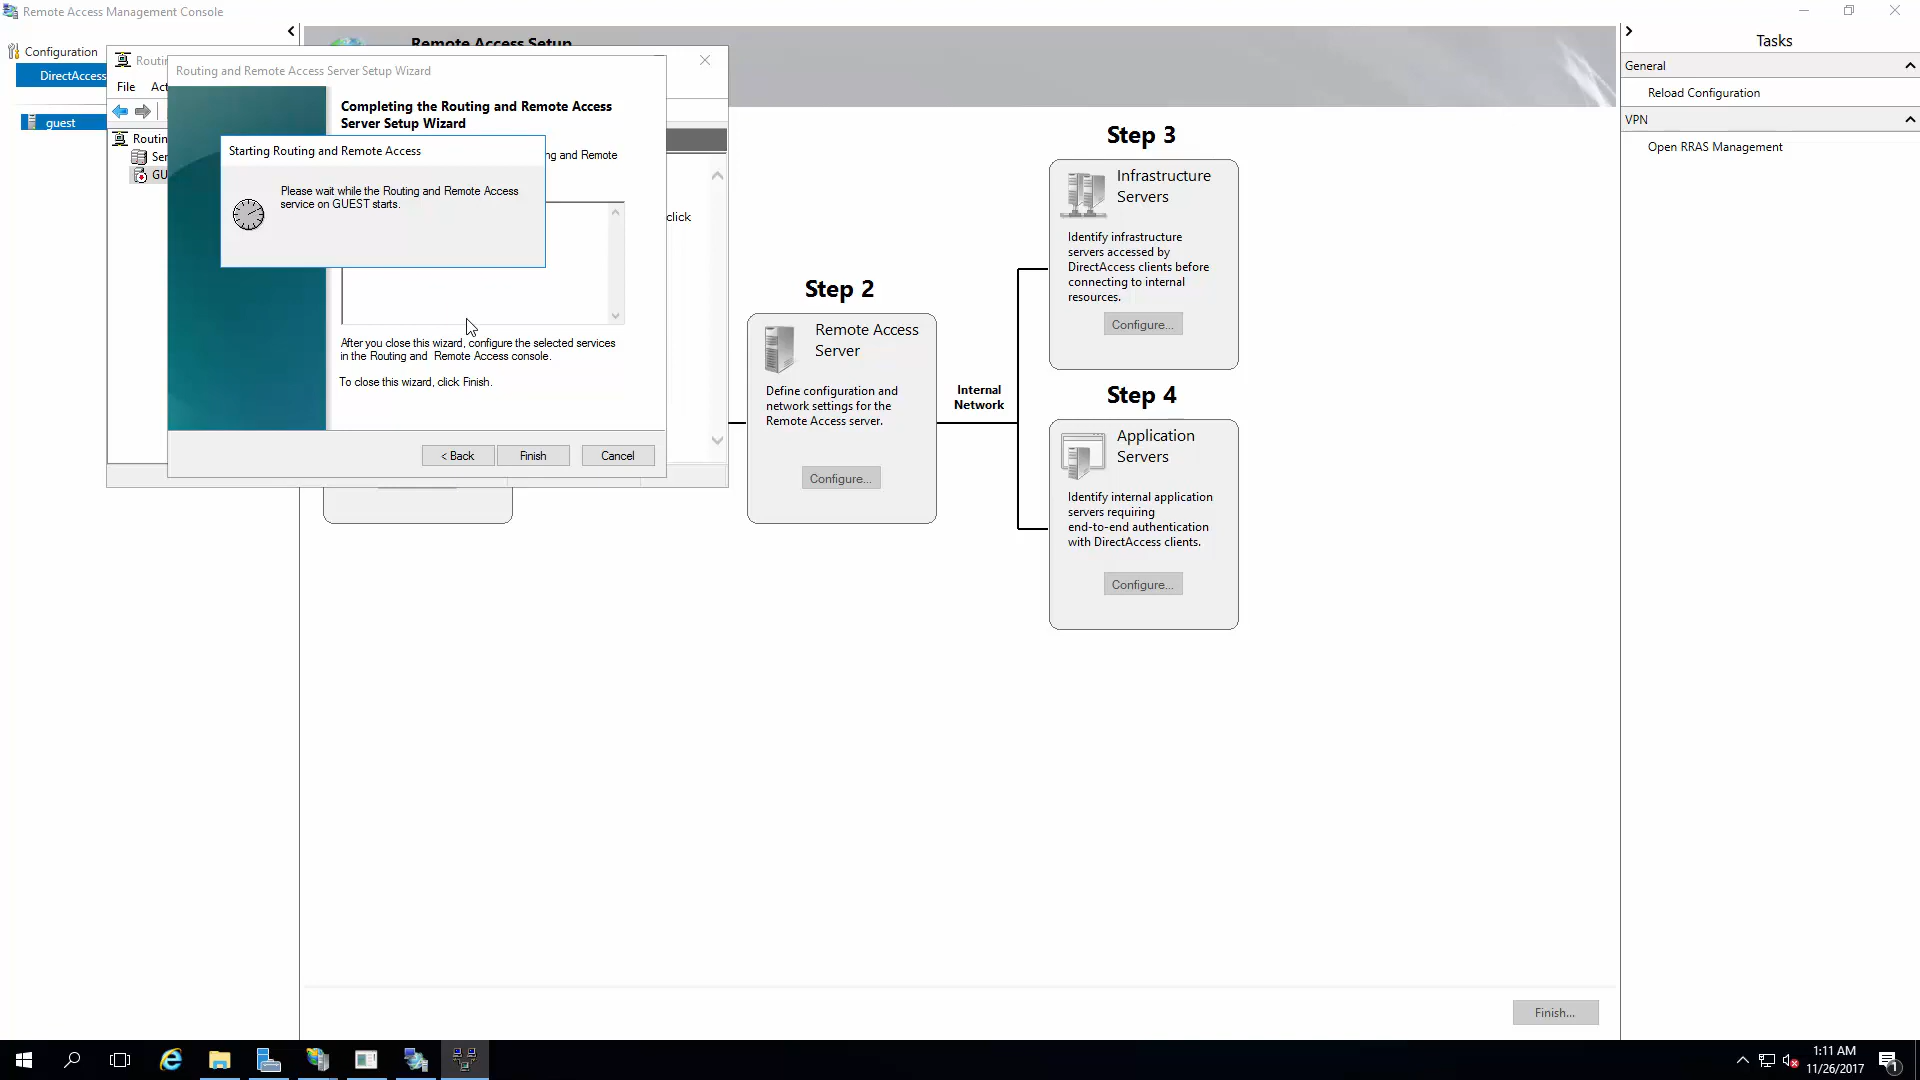 Remote Access Management Console
Configuration
DirectAccess
guest
Remote Access Setup
Routin
File
Act
Routin
Ser
GU
click
Routing and Remote Access Server Setup Wizard
Completing the Routing and Remote Access
Server Setup Wizard
ng and Remote
Starting Routing and Remote Access
Please wait while the Routing and Remote Access
service on GUEST starts.
After you close this wizard, configure the selected services
in the Routing and Remote Access console.
To close this wizard, click Finish.
< Back
Finish
Cancel
Step 2
Remote Access
Server
Define configuration and
network settings for the
Remote Access server.
Configure...
Internal
Network
Step 3
Infrastructure
Servers
Identify infrastructure
servers accessed by
DirectAccess clients before
connecting to internal
resources.
Configure...
Step 4
Application
Servers
Identify internal application
servers requiring
end-to-end authentication
with DirectAccess clients.
Configure...
Finish...
Tasks
General
Reload Configuration
VPN
Open RRAS Management
1:11 AM
11/26/2017
1